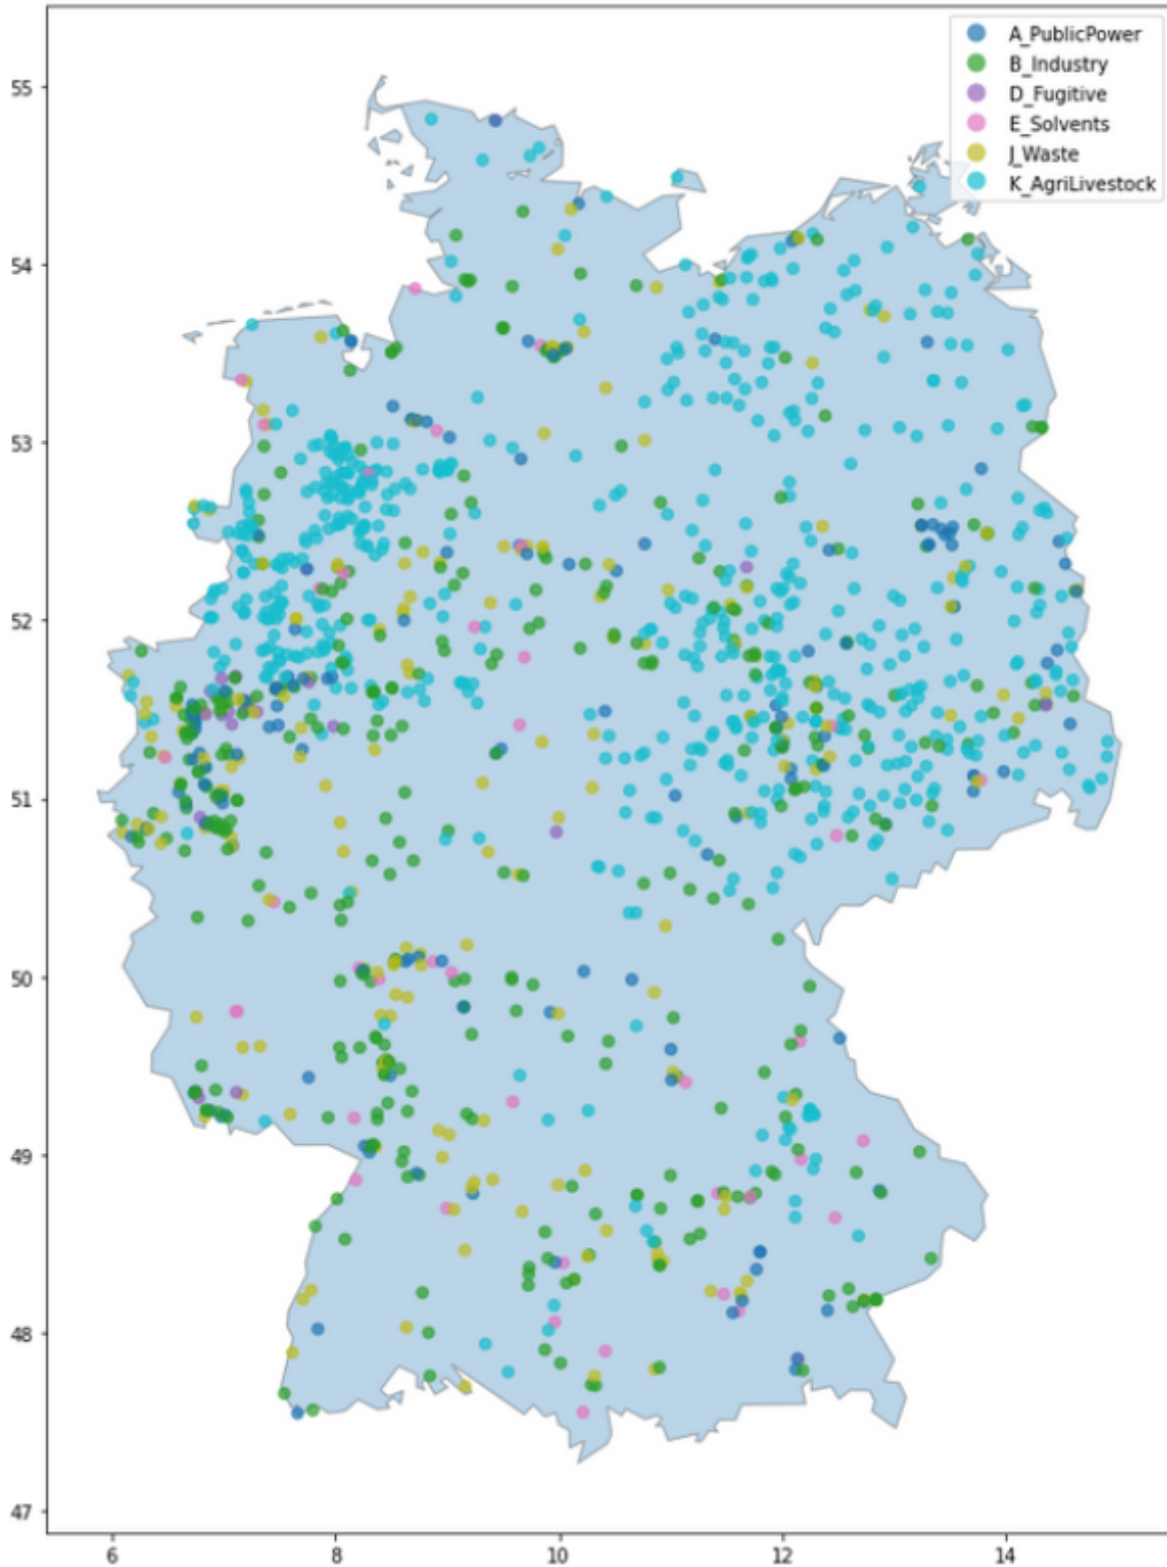 A_PublicPower
B_Industry
D_Fugitive
E_Solvents
J_Waste
K_AgriLivestock
55
54
53
52
51
50
49
48
47
6 8 10 12 14